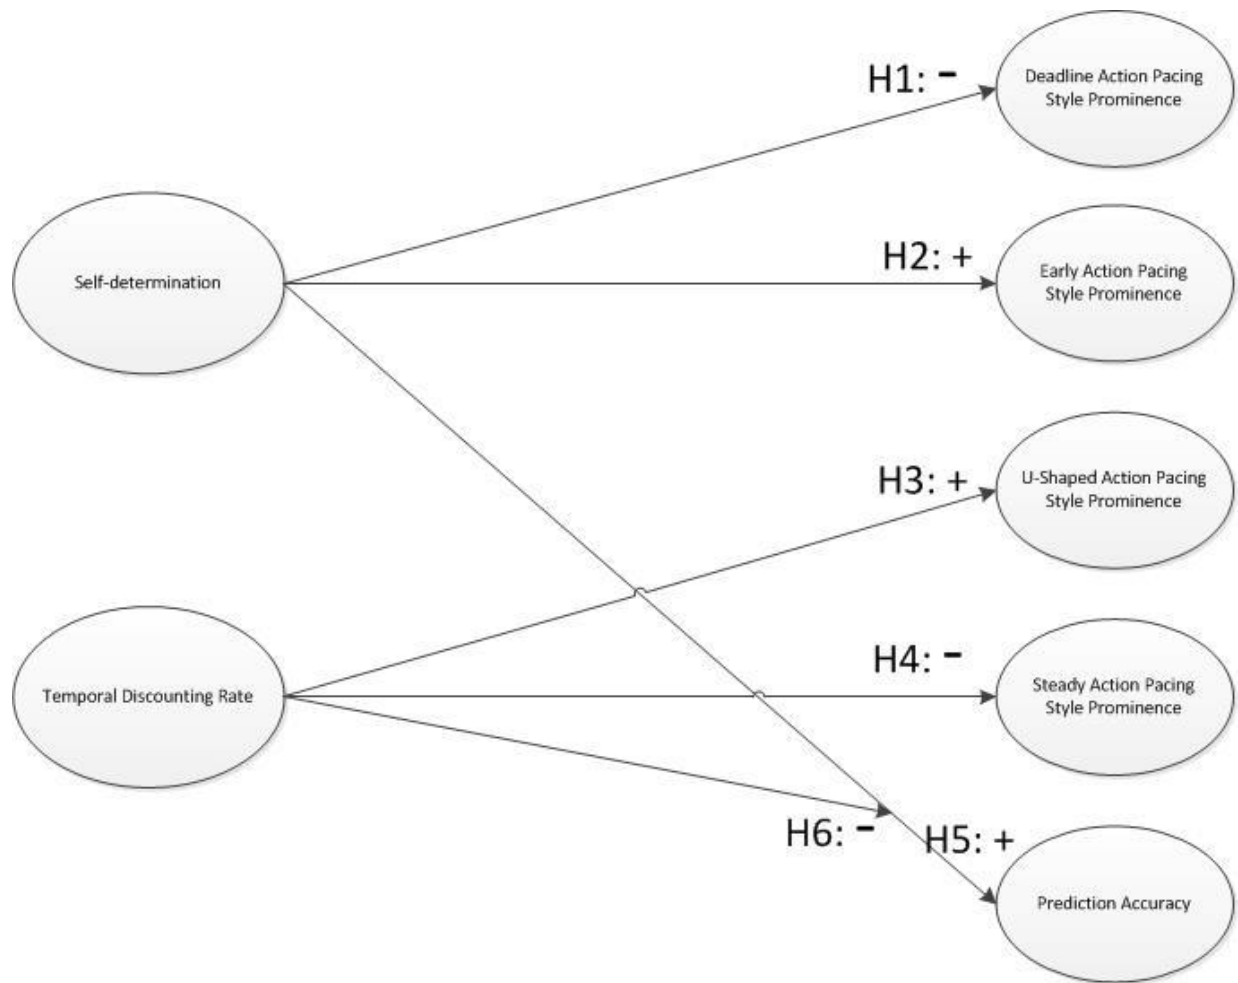 H1: -
Deadline Action Pacing
Style Prominence
Self-determination
H2: +
Early Action Pacing
Style Prominence
H3: +
U-Shaped Action Pacing
Style Prominence
Temporal Discounting Rate
H4: -
Steady Action Pacing
Style Prominence
H6: -
H5: +
Prediction Accuracy